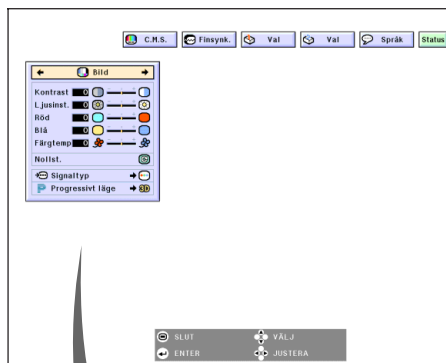 C.M.S. Finsynk. Val Val Språk Status
Bild
Kontrast 0
Ljusinst. 0
Röd 0
Blå 0
Färgtemp 0
Nollst.
Signaltyp
P Progressivt läge 3D
SLUT VÄLJ
ENTER JUSTERA